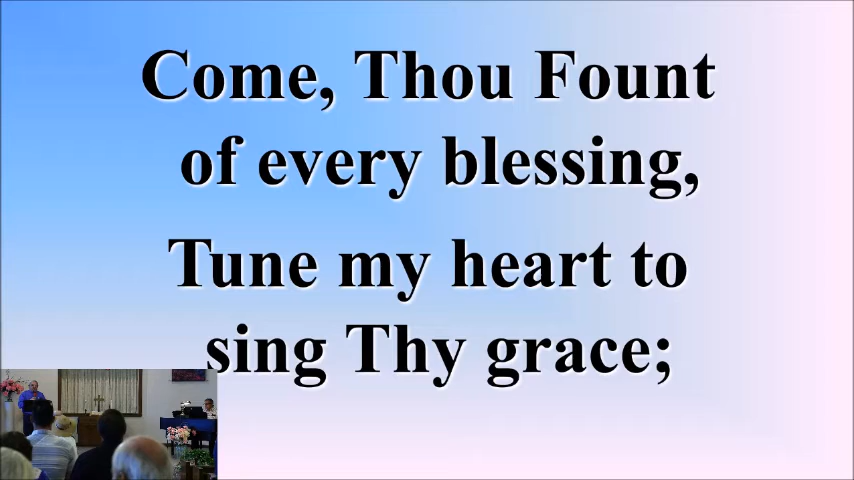 Come, Thou Fount
of every blessing,
Tune my heart to
sing Thy grace;